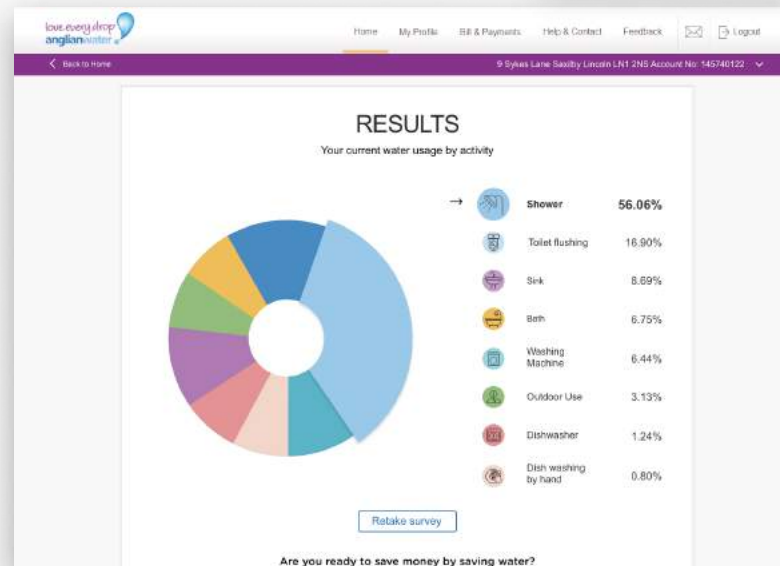 love every drop
anglianwater
Home My Profile Bill & Payments Help & Contact Feedback Logout
Back to Home
9 Sykes Lane Saxilby Lincoln LN1 2NS Account No: 145740122
RESULTS
Your current water usage by activity
→ Shower 56.06%
Toilet flushing 16.90%
Sink 8.69%
Bath 6.75%
Washing
Machine 6.44%
Outdoor Use 3.13%
Dishwasher 1.24%
Dish washing
by hand 0.80%
Retake survey
Are you ready to save money by saving water?